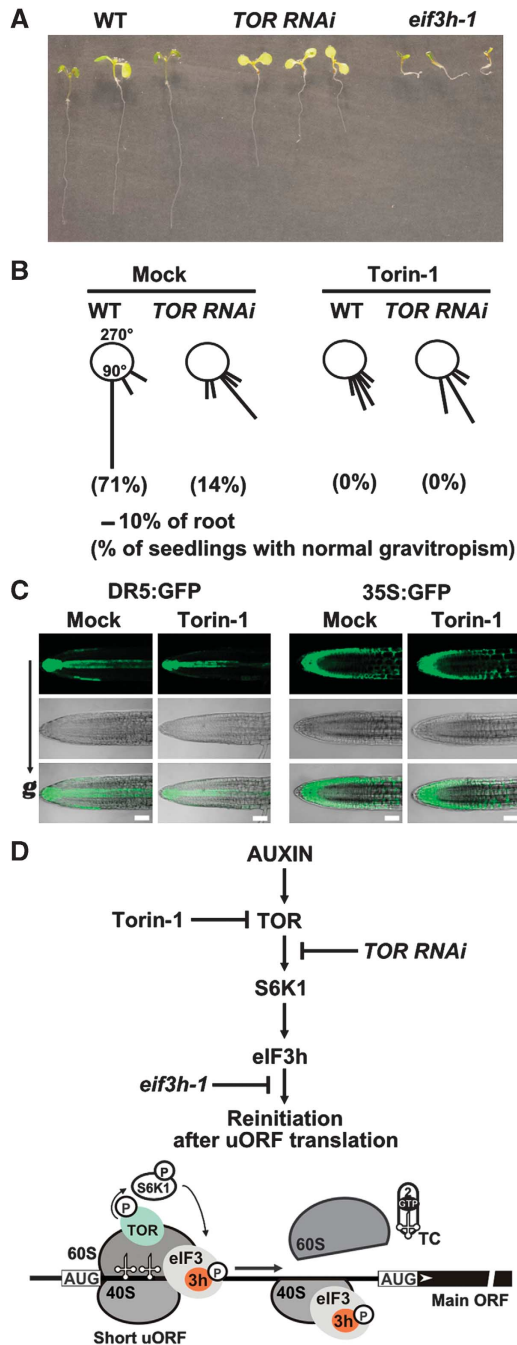 A
WT TOR RNAi eif3h-1
B
Mock Torin-1
WT TOR RNAi WT TOR RNAi
270°
90°
(71%) (14%) (0%) (0%)
10% of root
(% of seedlings with normal gravitropism)
C
DR5:GFP 35S:GFP
Mock Torin-1 Mock Torin-1
g
D
AUXIN
Torin-1 TOR
TOR RNAi
S6K1
eIF3h
eif3h-1
Reinitiation
after uORF translation
P
S6K1
P
TOR
2
GTP
TC
60S
60S
eIF3
3h
P
AUG
40S
AUG
Main ORF
40S
eIF3
3h
P
Short uORF